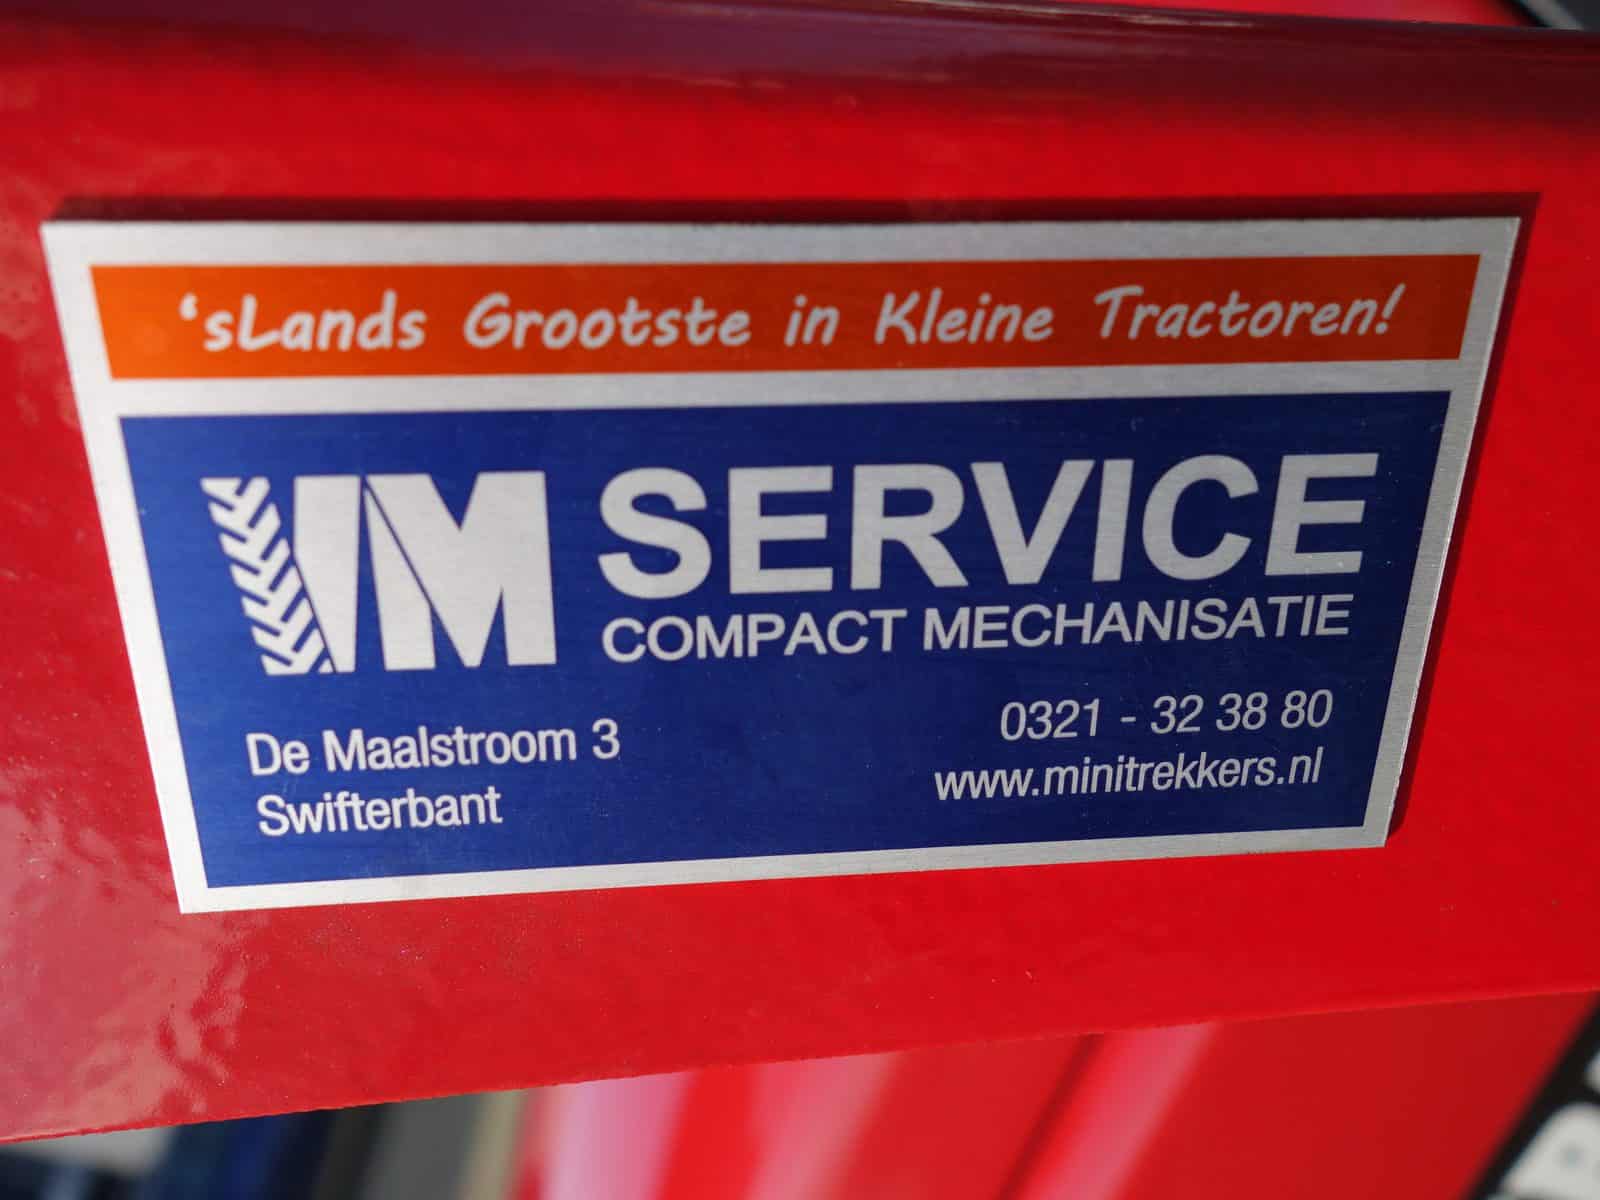 'sLands Grootste in Kleine Tractoren!
VM SERVICE
COMPACT MECHANISATIE
De Maalstroom 3
Swifterbant
0321 - 32 38 80
www.minitrekkers.nl